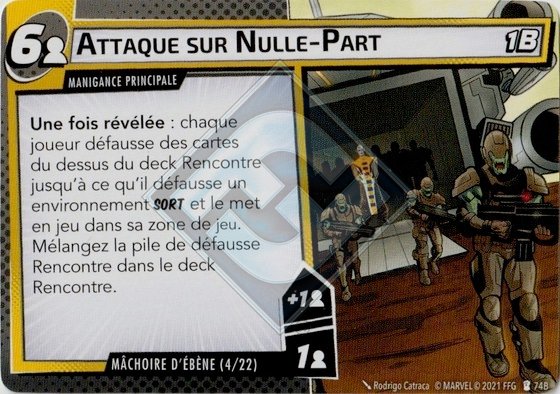 6 ATTAQUE SUR NULLE-PART 1B
MANIGANCE PRINCIPALE
Une fois révélée : chaque
joueur défausse des cartes
du dessus du deck Rencontre
jusqu'à ce qu'il défausse un
environnement SORT et le met
en jeu dans sa zone de jeu.
Mélangez la pile de défausse
Rencontre dans le deck
Rencontre.
+1
1
MÂCHOIRE D'ÉBÈNE (4/22)
Rodrigo Catraca © MARVEL © 2021 FFG 74B